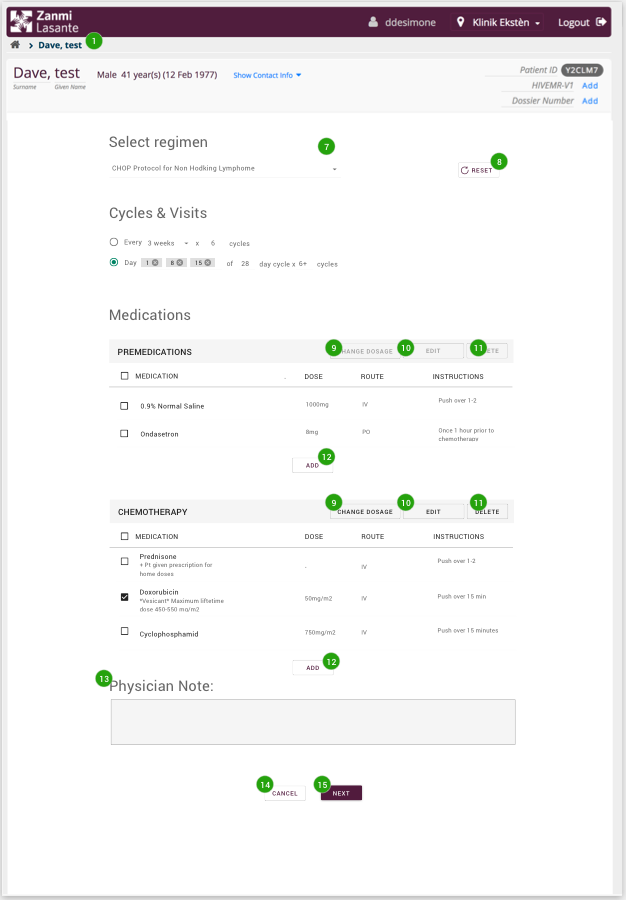 Zanmi Lasante
ddesimone Klinik Ekstèn Logout
Dave, test 1
Dave, test Male 41 year(s) (12 Feb 1977) Show Contact Info
Surname Given Name
Patient ID Y2CLM7
HIVEMR-V1 Add
Dossier Number Add
Select regimen 7
CHOP Protocol for Non Hodking Lymphome
8 RESET
Cycles & Visits
Every 3 weeks x 6 cycles
Day 1 8 15 of 28 day cycle x 6+ cycles
Medications
PREMEDICATIONS 9 HANGE DOSAGE 10 EDIT 11 ETE
MEDICATION DOSE ROUTE INSTRUCTIONS
0.9% Normal Saline 1000mg IV Push over 1-2
Ondasetron 8mg PO Once 1 hour prior to
chemotherapy
ADD 12
CHEMOTHERAPY 9 CHANGE DOSAGE 10 EDIT 11 DELETE
MEDICATION DOSE ROUTE INSTRUCTIONS
Prednisone
+ Pt given prescription for
home doses
- IV Push over 1-2
Doxorubicin
*Vesicant* Maximum liftetime
dose 450-550 mo/m2
50mg/m2 IV Push over 15 min
Cyclophosphamid 750mg/m2 IV Push over 15 minutes
ADD 12
13 Physician Note:
14 CANCEL 15 NEXT